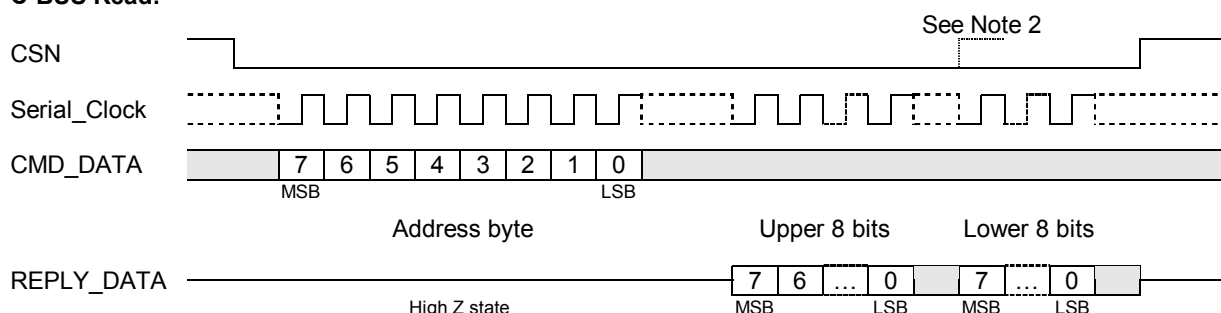 C-BUS Read:
See Note 2
CSN
Serial_Clock
CMD_DATA 7 6 5 4 3 2 1 0
MSB LSB
Address byte Upper 8 bits Lower 8 bits
REPLY_DATA 7 6 … 0 7 … 0
High Z state MSB LSB MSB LSB